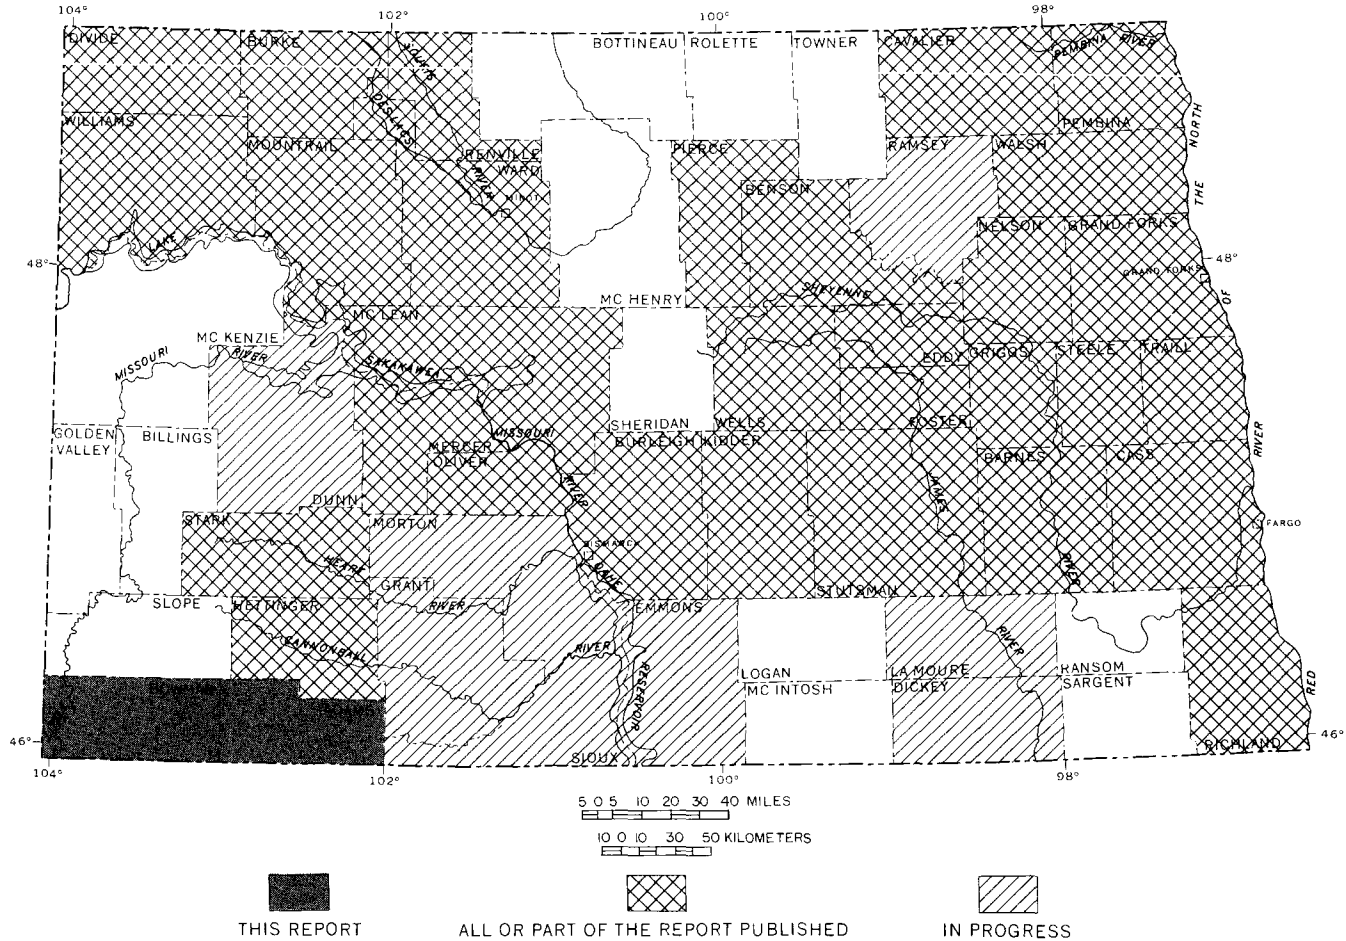 104°
102°
100°
98°
DIVIDE
BURKE
SOURIS
BOTTINEAU
ROLETTE
TOWNER
CAVALIER
PEMBINA RIVER
DESLACS
WILLIAMS
MOUNTRAIL
RENVILLE
WARD
RIVER
MINOT
PIERCE
BENSON
RAMSEY
WALSH
PEMBINA
NORTH
THE
OF
RIVER
RED
NELSON
GRAND FORKS
GRAND FORKS
LAKE
48°
48°
MC HENRY
SHEYENNE
MC LEAN
MC KENZIE
MISSOURI
RIVER
SAKAKAWEA
EDDY
GRIGGS
STEELE
TRAILL
GOLDEN
VALLEY
BILLINGS
MERCER
OLIVER
MISSOURI
SHERIDAN
WELLS
FOSTER
BURLEIGH
KIDDER
BARNES
CASS
DUNN
RIVER
JAMES
STARK
MORTON
BISMARCK
FARGO
HEART
GRANT
RIVER
OAHE
STUTSMAN
RIVER
SLOPE
HETTINGER
EMMONS
CANNONBALL
RIVER
RIVER
RESERVOIR
LOGAN
MC INTOSH
LA MOURE
DICKEY
RANSOM
SARGENT
46°
SIOUX
RICHLAND
46°
104°
102°
100°
98°
5 0 5 10 20 30 40 MILES
10 0 10 30 50 KILOMETERS
THIS REPORT
ALL OR PART OF THE REPORT PUBLISHED
IN PROGRESS